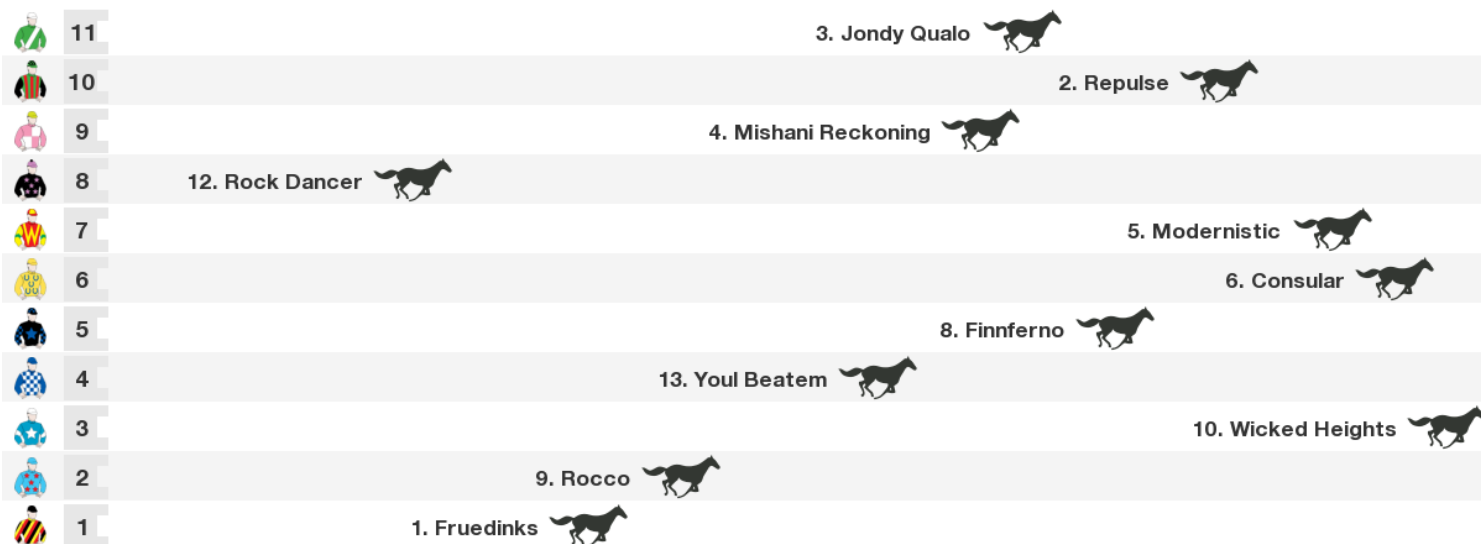 11 3. Jondy Qualo
10 2. Repulse
9 4. Mishani Reckoning
8 12. Rock Dancer
W 7 5. Modernistic
6 6. Consular
5 8. Finnferno
4 13. Youl Beatem
3 10. Wicked Heights
2 9. Rocco
1 1. Fruedinks